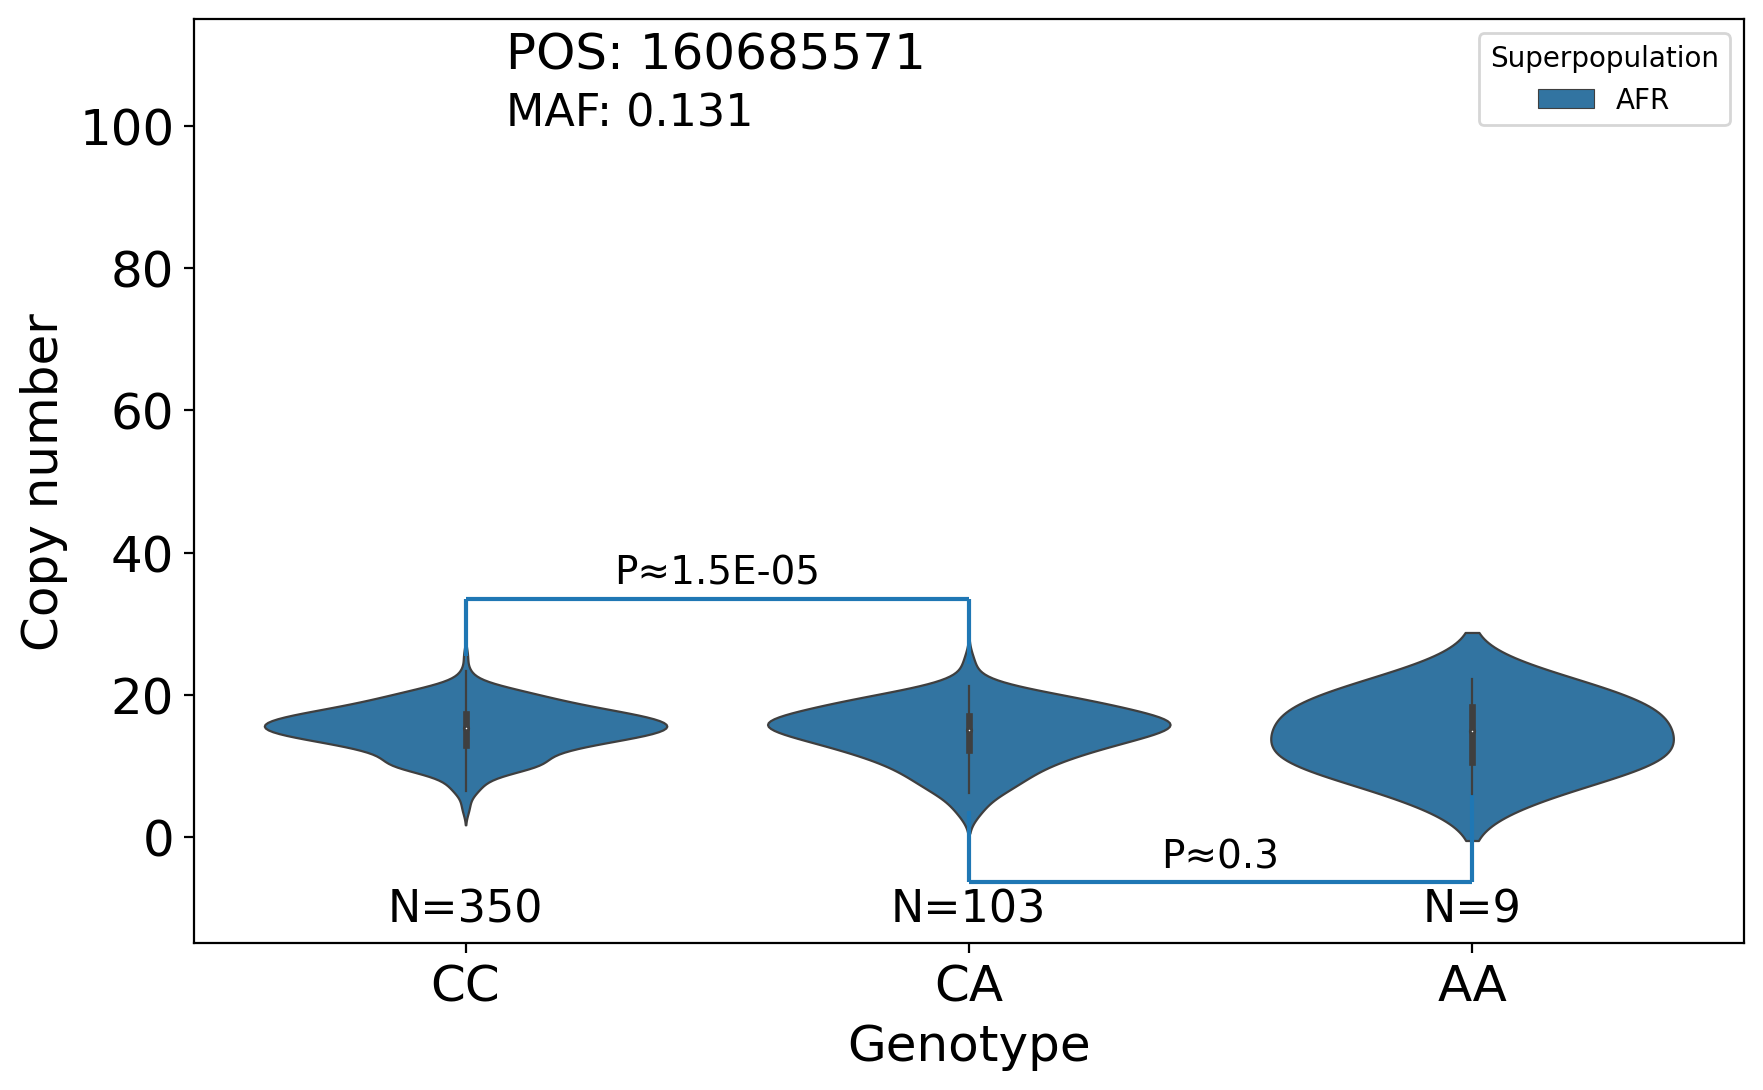 POS: 160685571
MAF: 0.131
Superpopulation
AFR
Copy number
100
80
60
40
20
0
P≈1.5E-05
P≈0.3
N=350
N=103
N=9
CC
CA
AA
Genotype